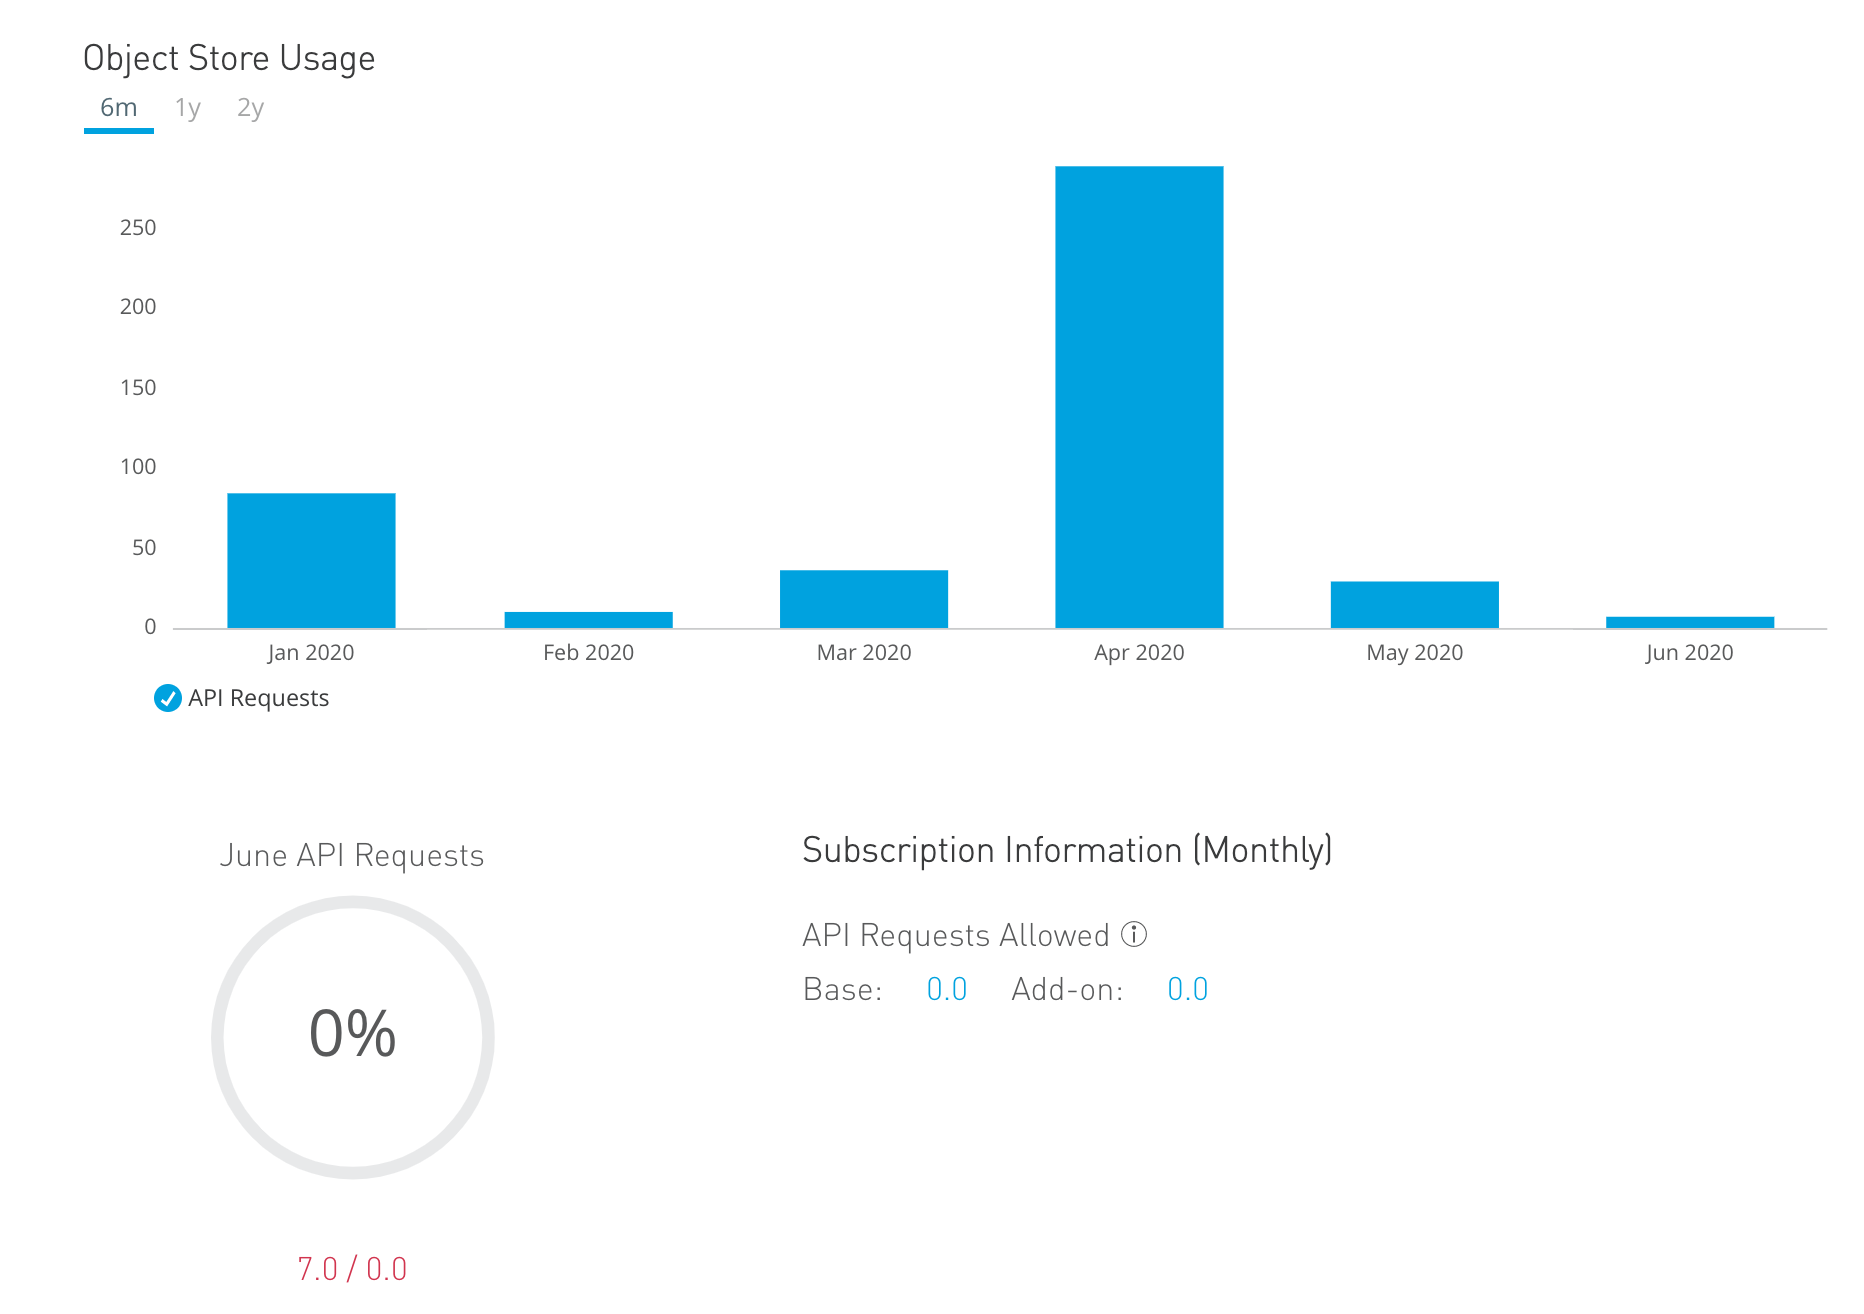 Object Store Usage
6m 1y 2y
250
200
150
100
50
0
Jan 2020 Feb 2020 Mar 2020 Apr 2020 May 2020 Jun 2020
API Requests
June API Requests
0%
7.0 / 0.0
Subscription Information (Monthly)
API Requests Allowed
Base: 0.0 Add-on: 0.0